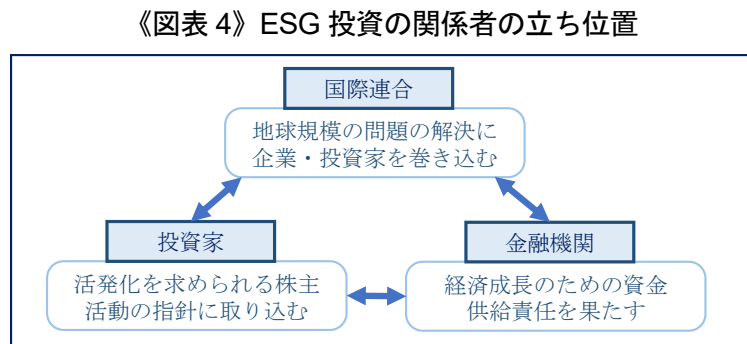 《図表 4》ESG 投資の関係者の立ち位置
国際連合
地球規模の問題の解決に
企業・投資家を巻き込む
投資家
活発化を求められる株主
活動の指針に取り込む
金融機関
経済成長のための資金
供給責任を果たす